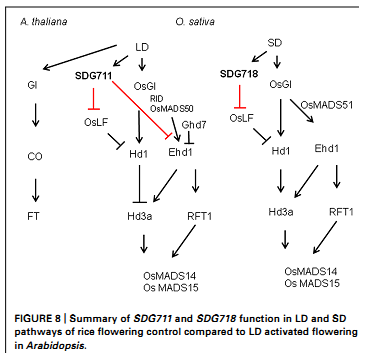 A. thaliana
O. sativa
LD
SD
GI
SDG711
OsGI
SDG718
OsGI
RID
OsMADS50
Ghd7
OsMADS51
OsLF
OsLF
CO
Hd1
Ehd1
Hd1
Ehd1
FT
Hd3a
RFT1
Hd3a
RFT1
OsMADS14
Os MADS15
OsMADS14
Os MADS15
FIGURE 8 | Summary of SDG711 and SDG718 function in LD and SD
pathways of rice flowering control compared to LD activated flowering
in Arabidopsis.